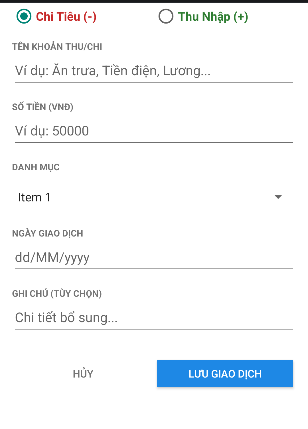 Chi Tiêu (-)
Thu Nhập (+)
TÊN KHOẢN THU/CHI
Ví dụ: Ăn trưa, Tiền điện, Lương...
SỐ TIỀN (VNĐ)
Ví dụ: 50000
DANH MỤC
Item 1
NGÀY GIAO DỊCH
dd/MM/yyyy
GHI CHÚ (TÙY CHỌN)
Chi tiết bổ sung...
HỦY
LƯU GIAO DỊCH